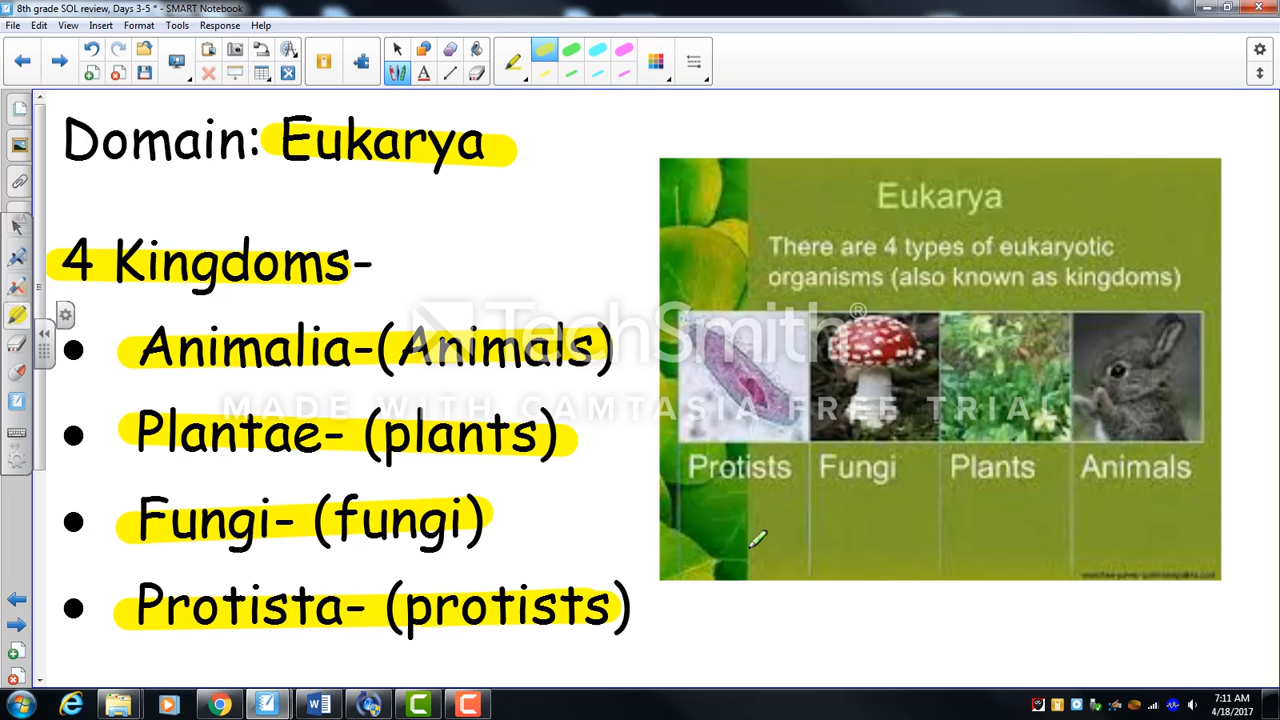 8th grade SOL review, Days 3-5 * - SMART Notebook
File Edit View Insert Format Tools Response Help
Domain: Eukarya
4 Kingdoms-
• Animalia-(Animals)
• Plantae- (plants)
• Fungi- (fungi)
• Protista- (protists)
Eukarya
There are 4 types of eukaryotic
organisms (also known as kingdoms)
Protists Fungi Plants Animals
TechSmith®
MADE WITH CAMTASIA FREE TRIAL
7:11 AM
4/18/2017